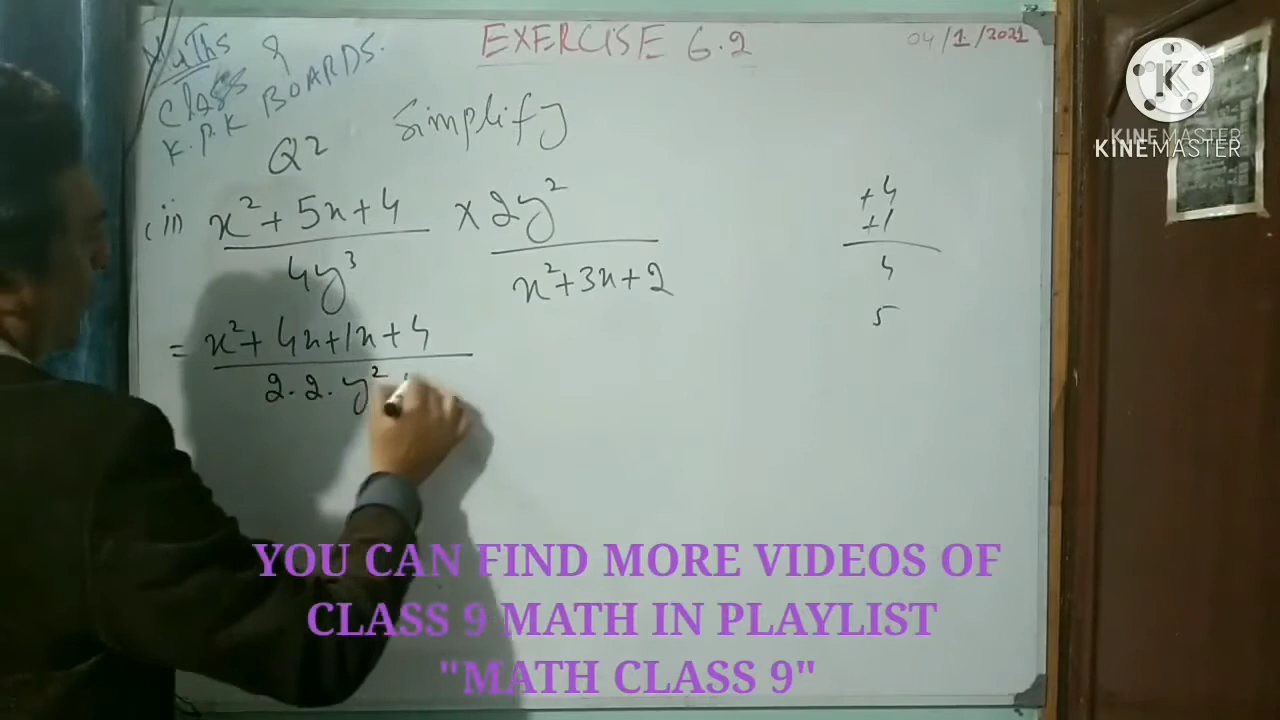 EXERCISE 6.2
04/1/2021
Maths
Class 9
K.P.K BOARDS.
Q2 Simplify
(ii) x² + 5x + 4 × 2y²
4y³ x² + 3x + 2
= x² + 4x + 1x + 4
2 . 2 . y²
+4
+1
4
5
KINEMASTER
KINEMASTER
YOU CAN FIND MORE VIDEOS OF
CLASS 9 MATH IN PLAYLIST
"MATH CLASS 9"